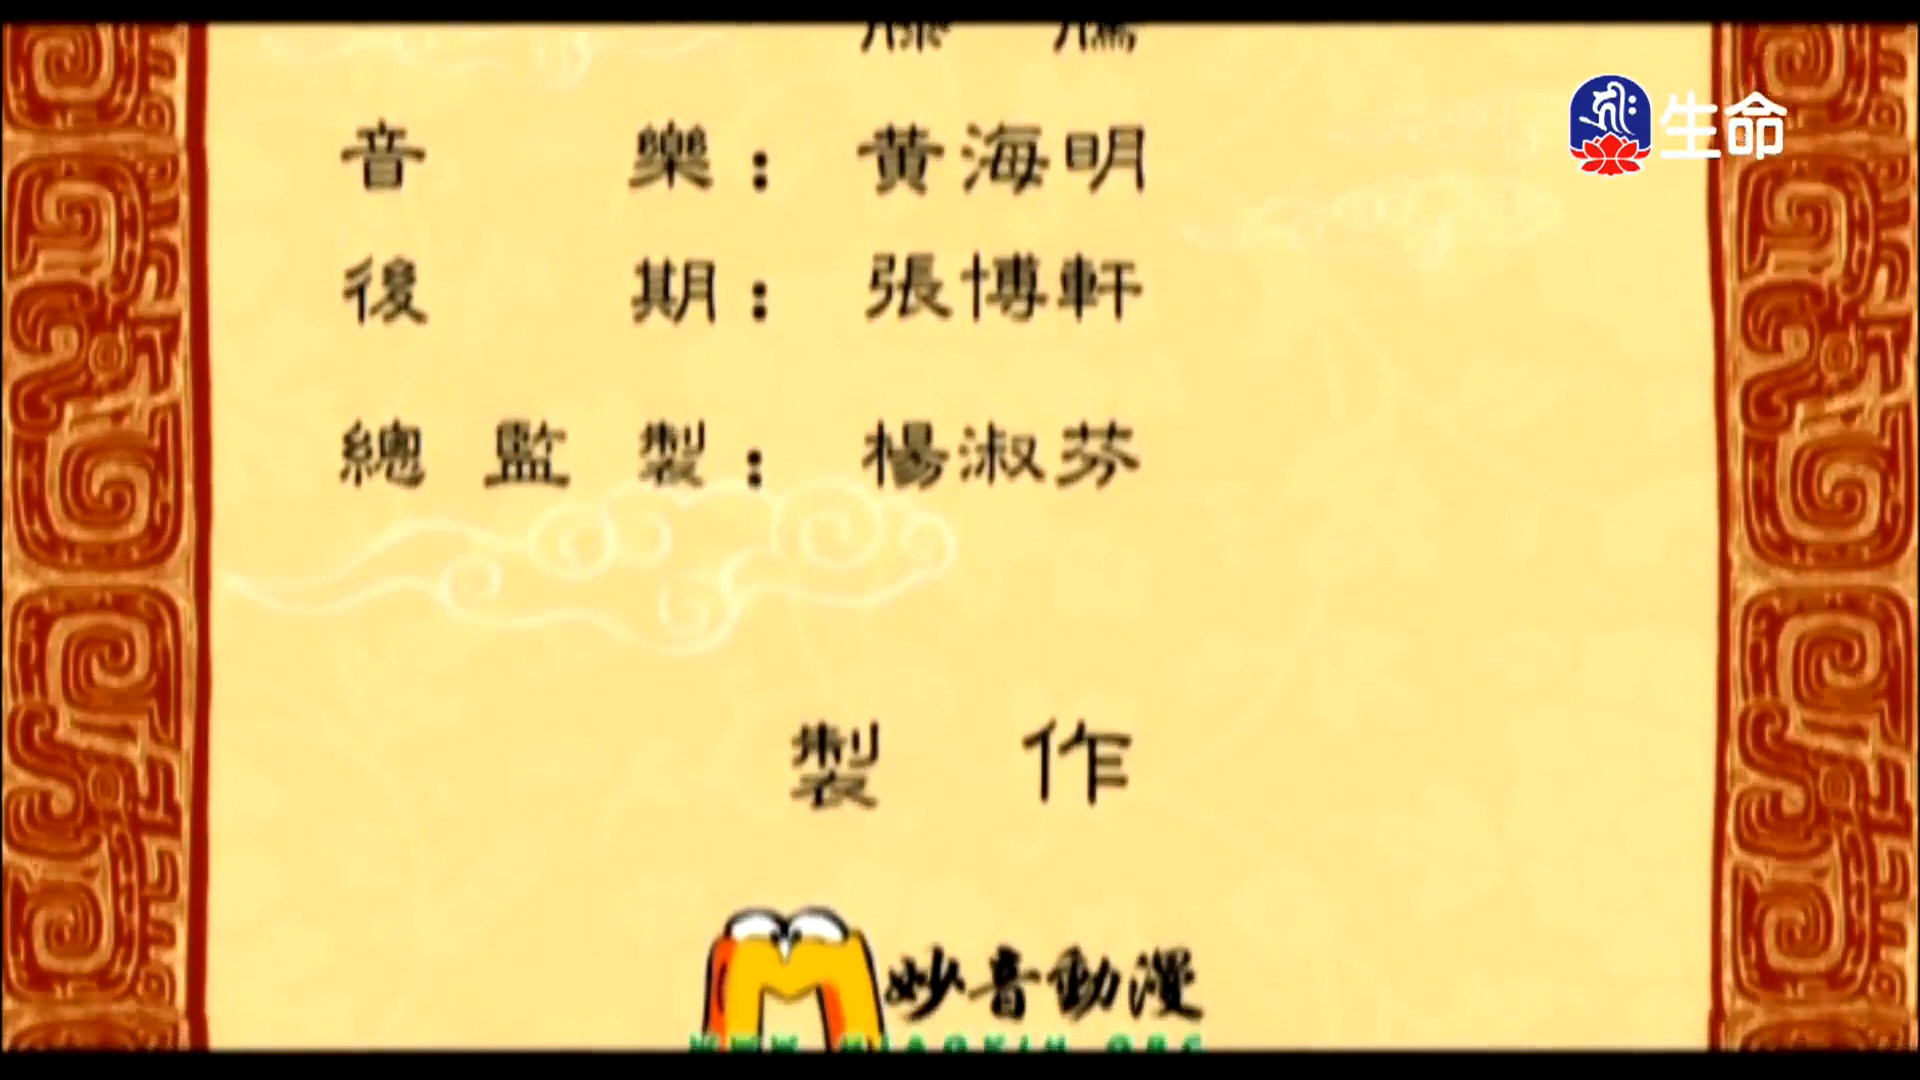 生命
音 樂：黃海明
後 期：張博軒
總 監 製：楊淑芬
製 作
妙音動漫